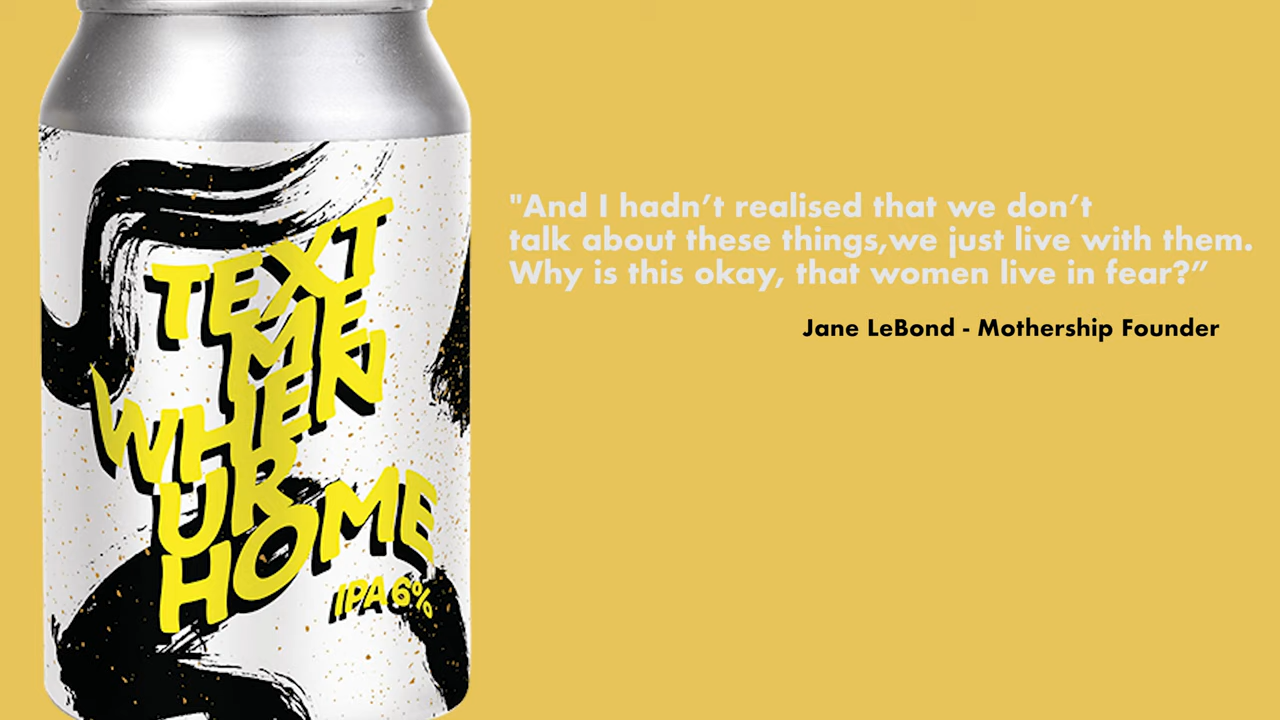 TEXT
ME
WHEN
UR
HOME
IPA 6%
"And I hadn’t realised that we don’t
talk about these things,we just live with them.
Why is this okay, that women live in fear?”
Jane LeBond - Mothership Founder